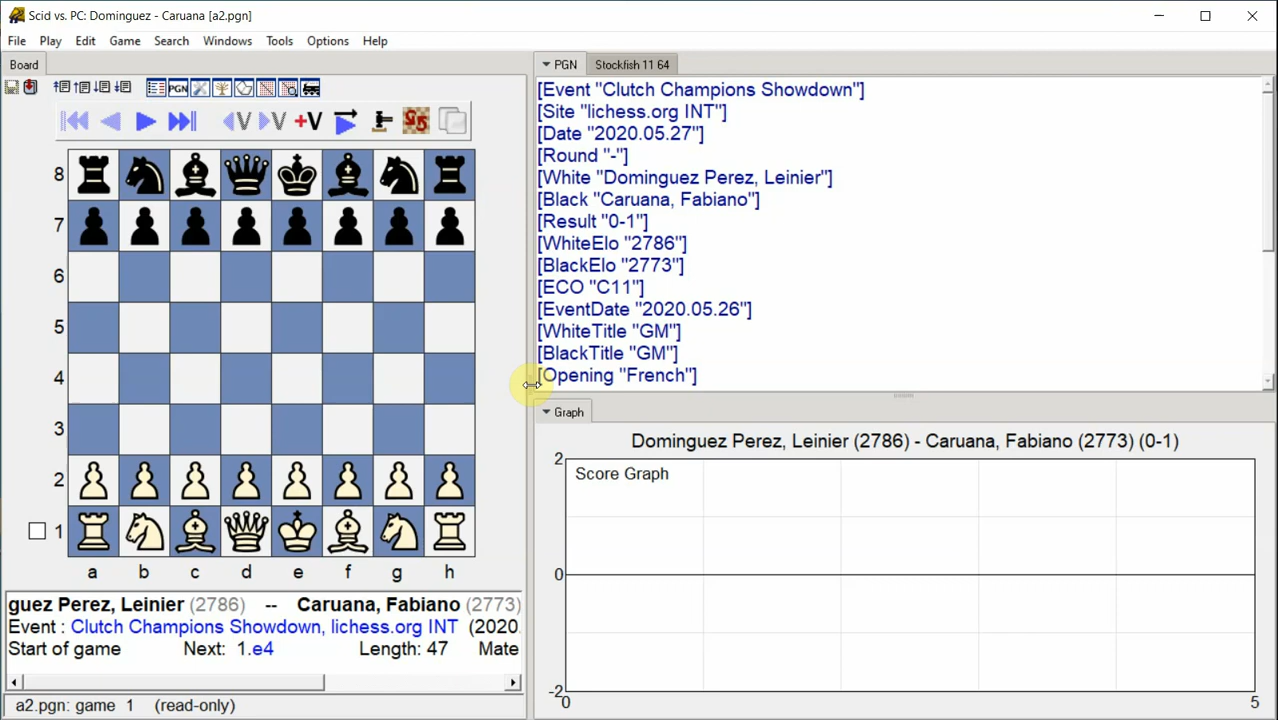 Scid vs. PC: Dominguez - Caruana [a2.pgn]
File Play Edit Game Search Windows Tools Options Help
Board
PGN
V V +V
8
7
6
5
4
3
2
1
a b c d e f g h
guez Perez, Leinier (2786) -- Caruana, Fabiano (2773)
Event : Clutch Champions Showdown, lichess.org INT (2020.
Start of game Next: 1.e4 Length: 47 Mate
a2.pgn: game 1 (read-only)
PGN Stockfish 11 64
[Event "Clutch Champions Showdown"]
[Site "lichess.org INT"]
[Date "2020.05.27"]
[Round "-"]
[White "Dominguez Perez, Leinier"]
[Black "Caruana, Fabiano"]
[Result "0-1"]
[WhiteElo "2786"]
[BlackElo "2773"]
[ECO "C11"]
[EventDate "2020.05.26"]
[WhiteTitle "GM"]
[BlackTitle "GM"]
[Opening "French"]
Graph
Dominguez Perez, Leinier (2786) - Caruana, Fabiano (2773) (0-1)
2
Score Graph
0
-2
0 5